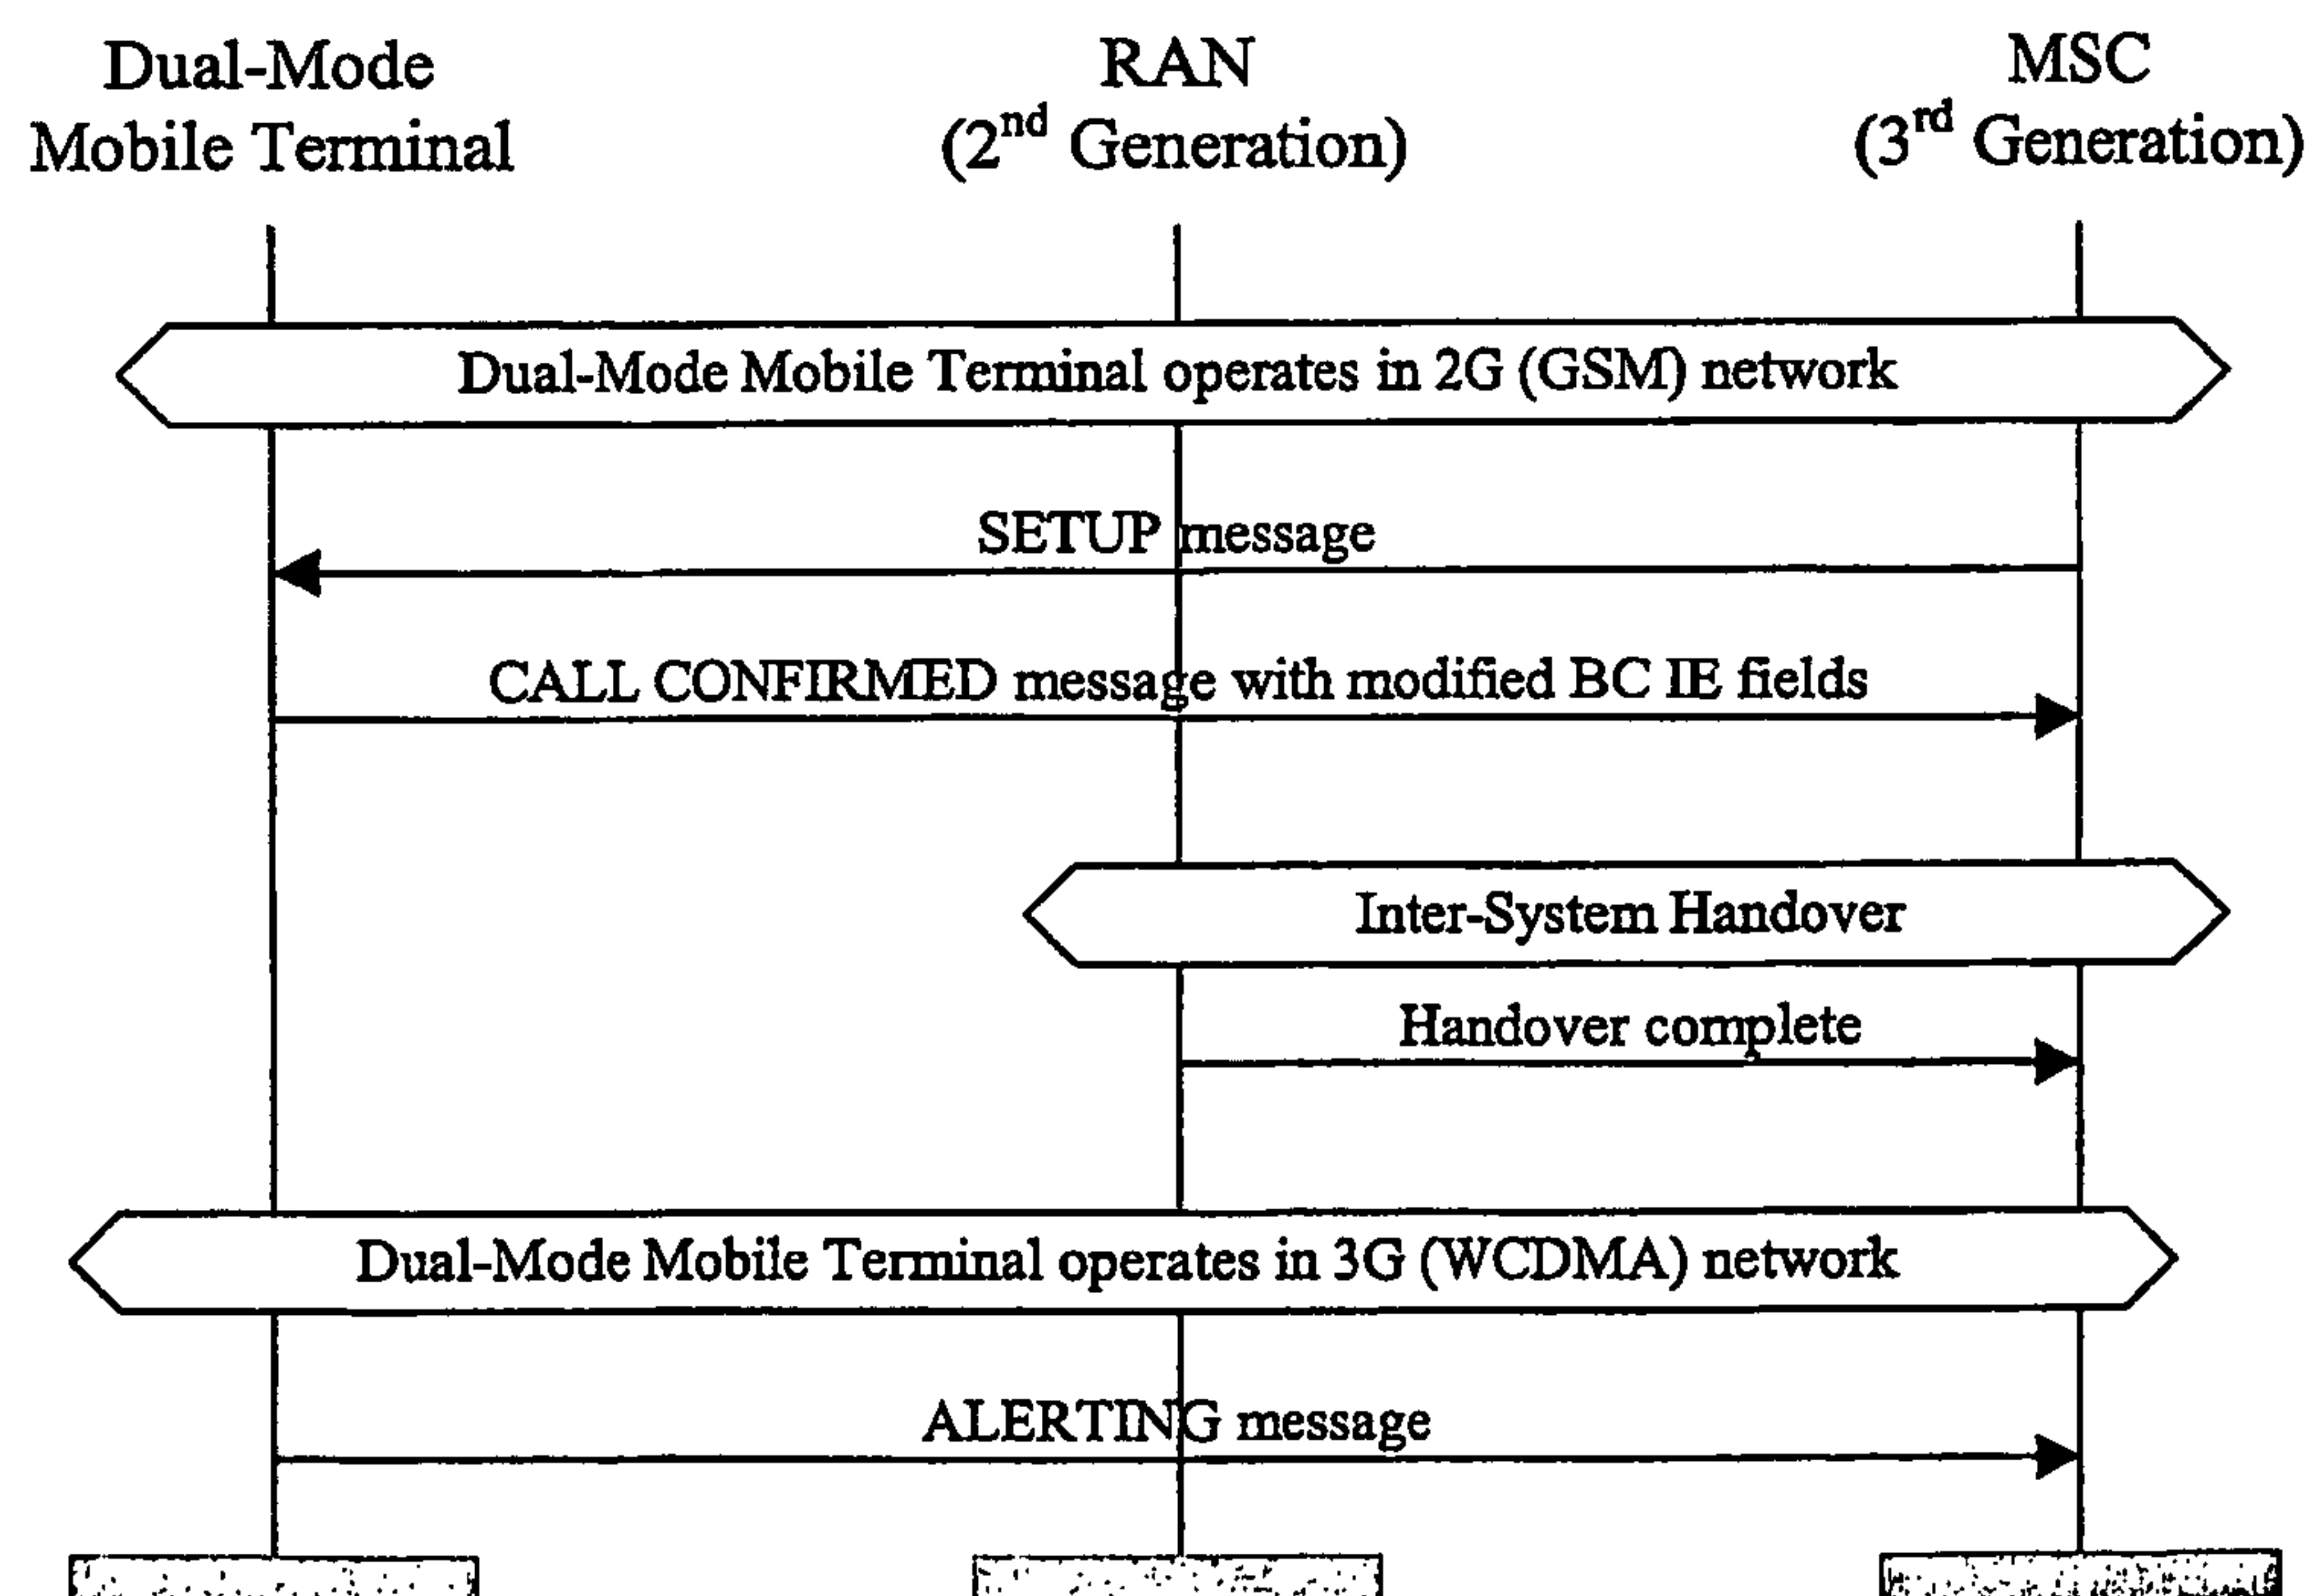 Dual-Mode
Mobile Terminal
RAN
(2nd Generation)
MSC
(3rd Generation)
Dual-Mode Mobile Terminal operates in 2G (GSM) network
SETUP message
CALL CONFIRMED message with modified BC IE fields
Inter-System Handover
Handover complete
Dual-Mode Mobile Terminal operates in 3G (WCDMA) network
ALERTING message